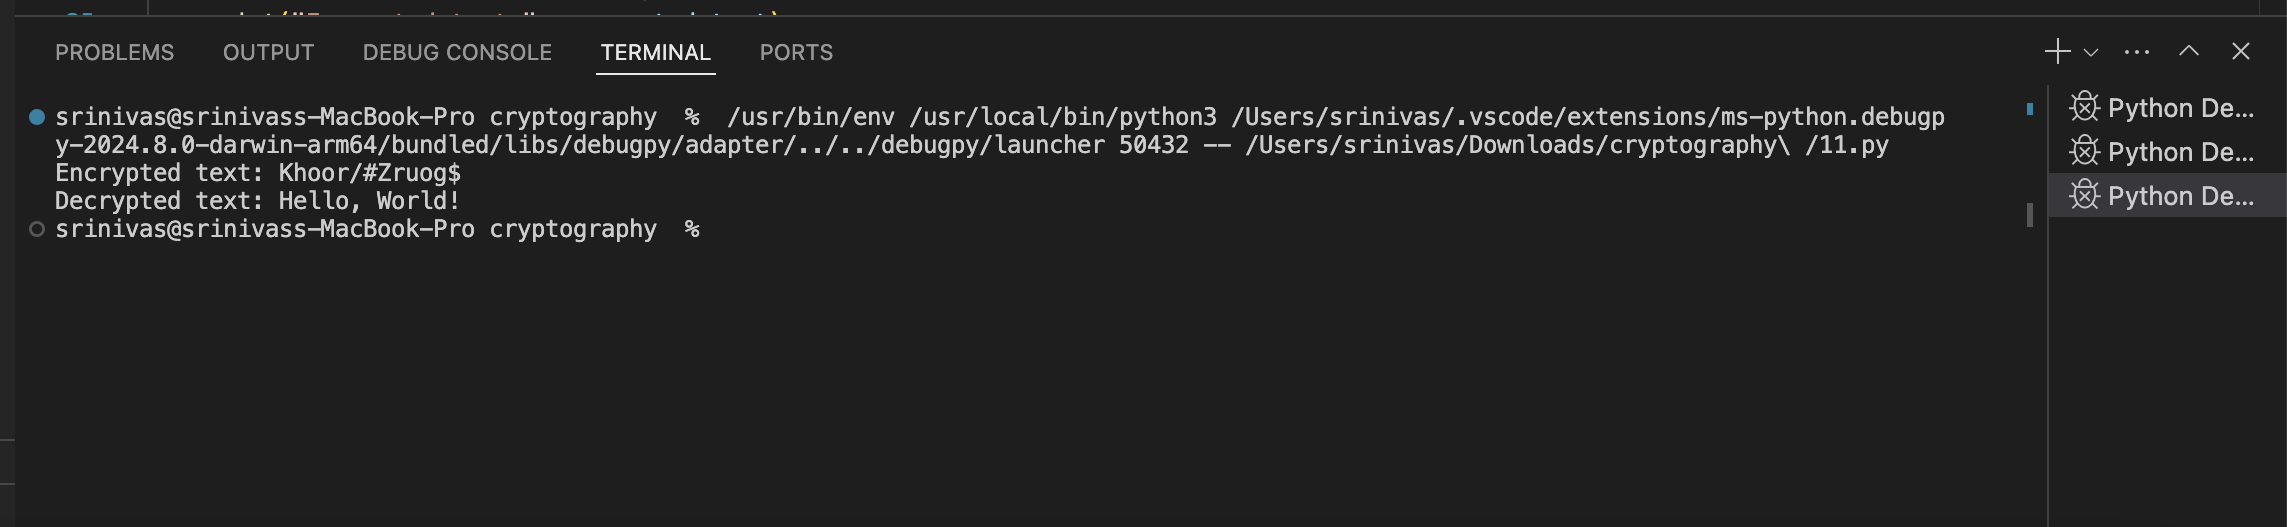 PROBLEMS OUTPUT DEBUG CONSOLE TERMINAL PORTS
srinivas@srinivass-MacBook-Pro cryptography % /usr/bin/env /usr/local/bin/python3 /Users/srinivas/.vscode/extensions/ms-python.debugp
y-2024.8.0-darwin-arm64/bundled/libs/debugpy/adapter/../../debugpy/launcher 50432 -- /Users/srinivas/Downloads/cryptography\ /11.py
Encrypted text: Khoor/#Zruog$
Decrypted text: Hello, World!
srinivas@srinivass-MacBook-Pro cryptography %
Python De...
Python De...
Python De...